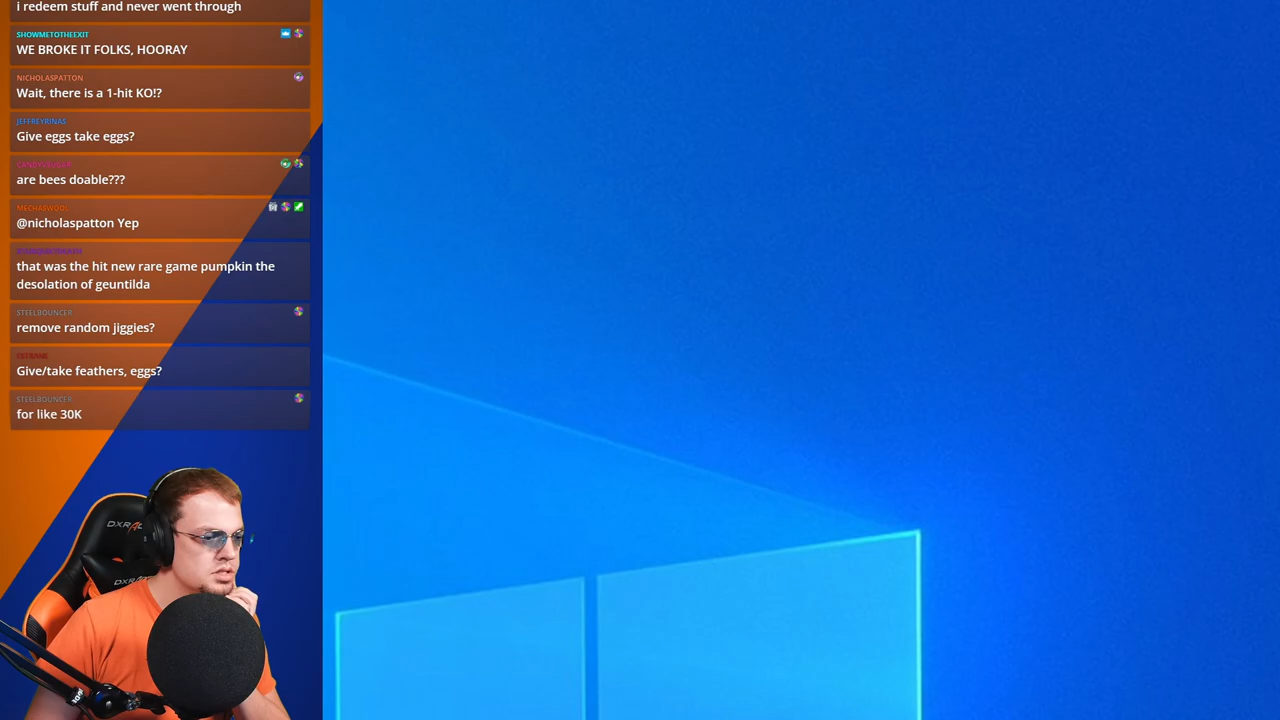 i redeem stuff and never went through
SHOWMETOTHEEXIT
WE BROKE IT FOLKS, HOORAY
NICHOLASPATTON
Wait, there is a 1-hit KO!?
JEFFREYRINAS
Give eggs take eggs?
are bees doable???
MECHASWOOL
@nicholaspatton Yep
that was the hit new rare game pumpkin the
desolation of geuntilda
STEELBOUNCER
remove random jiggies?
Give/take feathers, eggs?
STEELBOUNCER
for like 30K